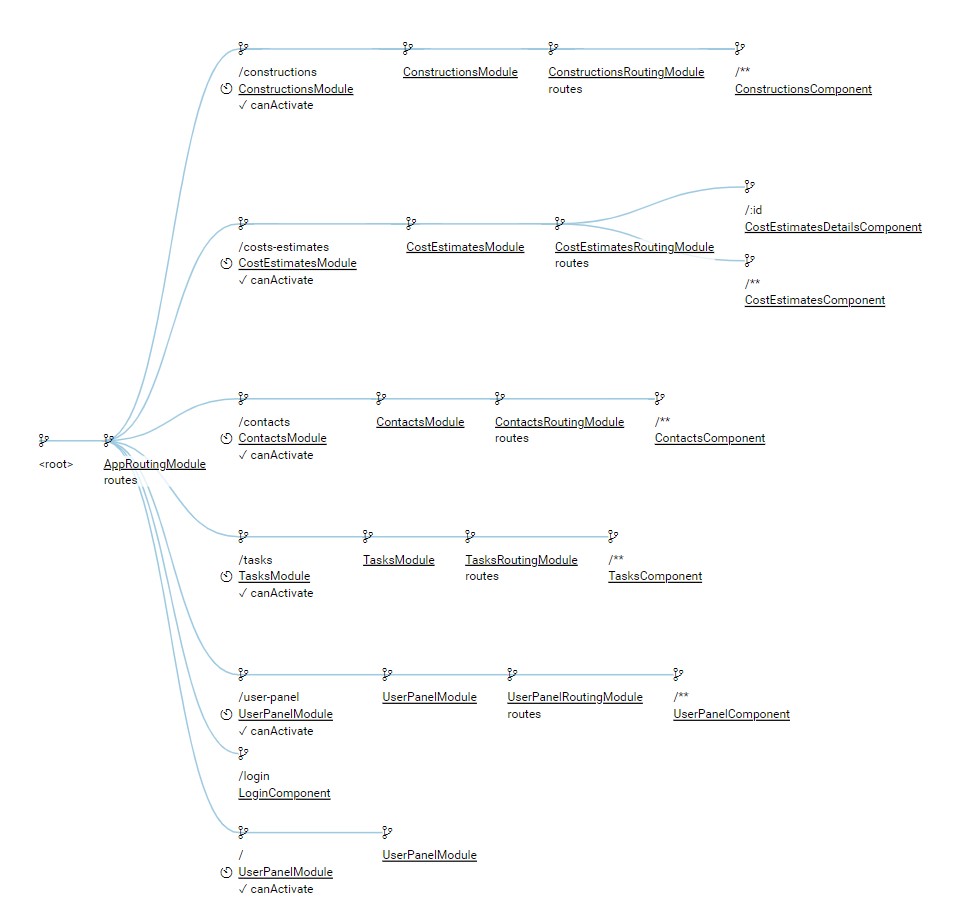 /constructions
ConstructionsModule
✓ canActivate
ConstructionsModule
ConstructionsRoutingModule
routes
/**
ConstructionsComponent
/costs-estimates
CostEstimatesModule
✓ canActivate
CostEstimatesModule
CostEstimatesRoutingModule
routes
/:id
CostEstimatesDetailsComponent
/**
CostEstimatesComponent
<root>
AppRoutingModule
routes
/contacts
ContactsModule
✓ canActivate
ContactsModule
ContactsRoutingModule
routes
/**
ContactsComponent
/tasks
TasksModule
✓ canActivate
TasksModule
TasksRoutingModule
routes
/**
TasksComponent
/user-panel
UserPanelModule
✓ canActivate
UserPanelModule
UserPanelRoutingModule
routes
/**
UserPanelComponent
/login
LoginComponent
/
UserPanelModule
✓ canActivate
UserPanelModule